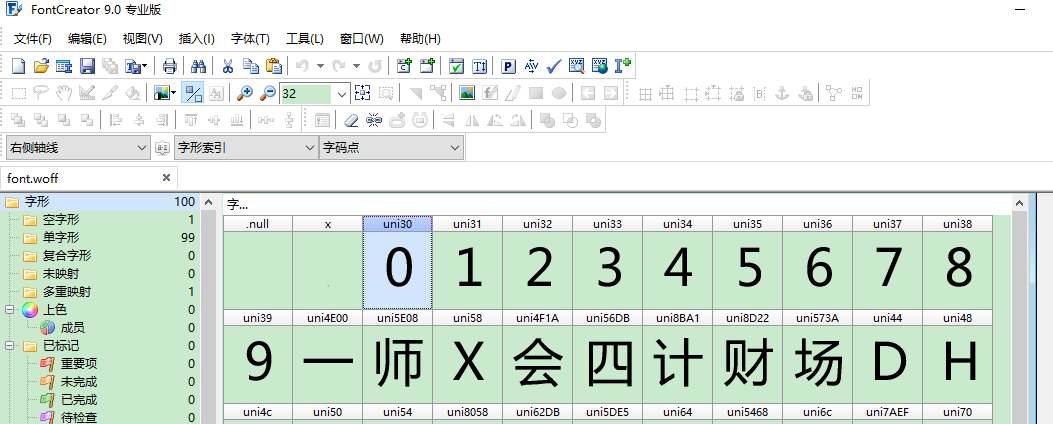 FontCreator 9.0 专业版
文件(F) 编辑(E) 视图(V) 插入(I) 字体(T) 工具(L) 窗口(W) 帮助(H)
32
右侧轴线 字形索引 字码点
font.woff
字形 100
空字形 1
单字形 99
复合字形 0
未映射 0
多重映射 1
上色 0
成员 0
已标记 0
重要项 0
未完成 0
已完成 0
待检查 0
字...
.null x uni30 uni31 uni32 uni33 uni34 uni35 uni36 uni37 uni38
0 1 2 3 4 5 6 7 8
uni39 uni4E00 uni5E08 uni58 uni4F1A uni56DB uni8BA1 uni8D22 uni573A uni44 uni48
9 一 师 X 会 四 计 财 场 D H
uni4c uni50 uni54 uni8058 uni62DB uni5DE5 uni64 uni5468 uni6c uni7AEF uni70